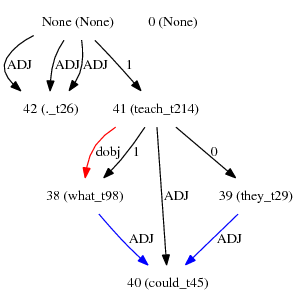 None (None) 0 (None)
ADJ ADJ ADJ 1
42 (._t26) 41 (teach_t214)
dobj 1 ADJ 0
38 (what_t98) 39 (they_t29)
ADJ ADJ
40 (could_t45)